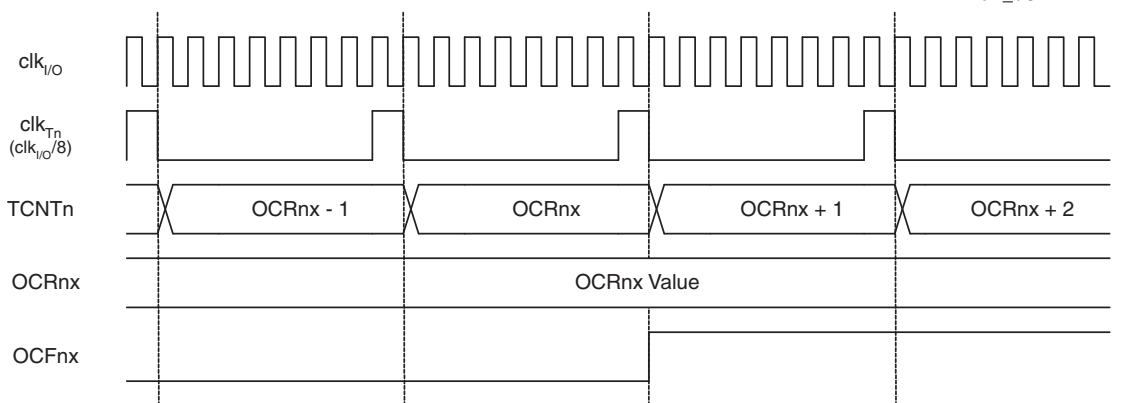 clkI/O
clkTn
(clkI/O/8)
TCNTn
OCRnx - 1
OCRnx
OCRnx + 1
OCRnx + 2
OCRnx
OCRnx Value
OCFnx